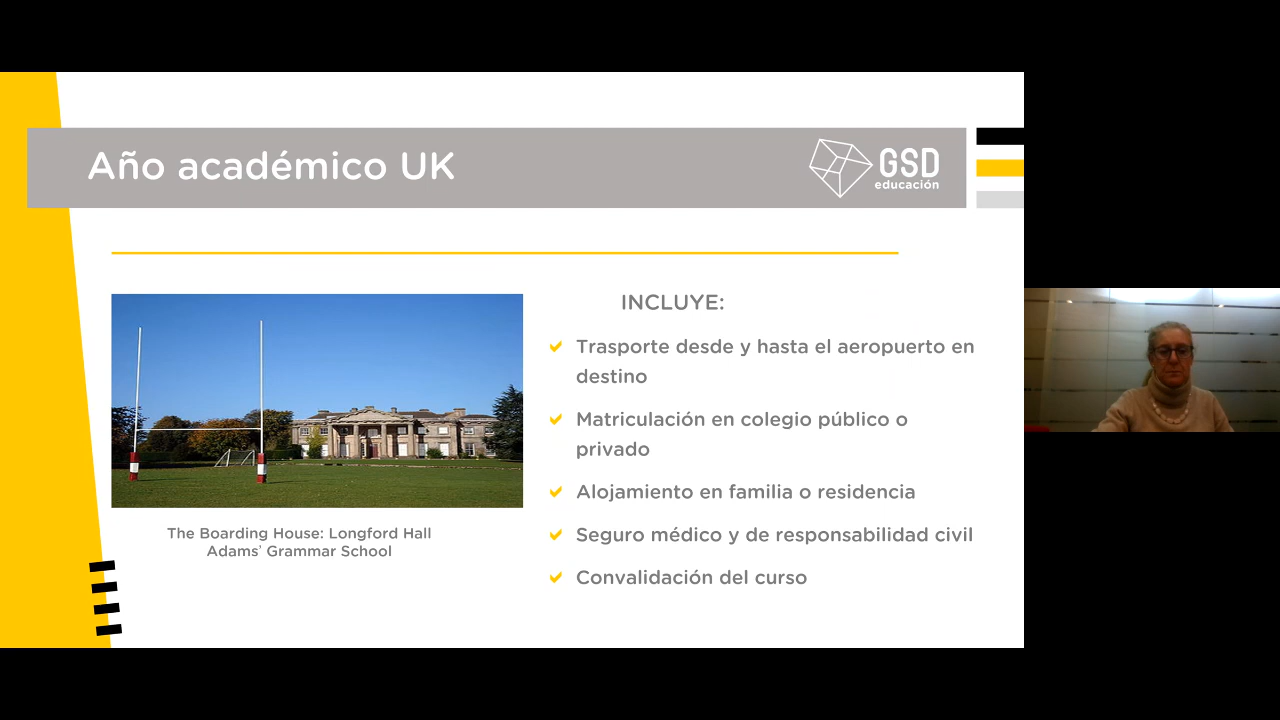 Año académico UK
GSD
educación
INCLUYE:
Trasporte desde y hasta el aeropuerto en
destino
Matriculación en colegio público o
privado
Alojamiento en familia o residencia
Seguro médico y de responsabilidad civil
Convalidación del curso
The Boarding House: Longford Hall
Adams’ Grammar School